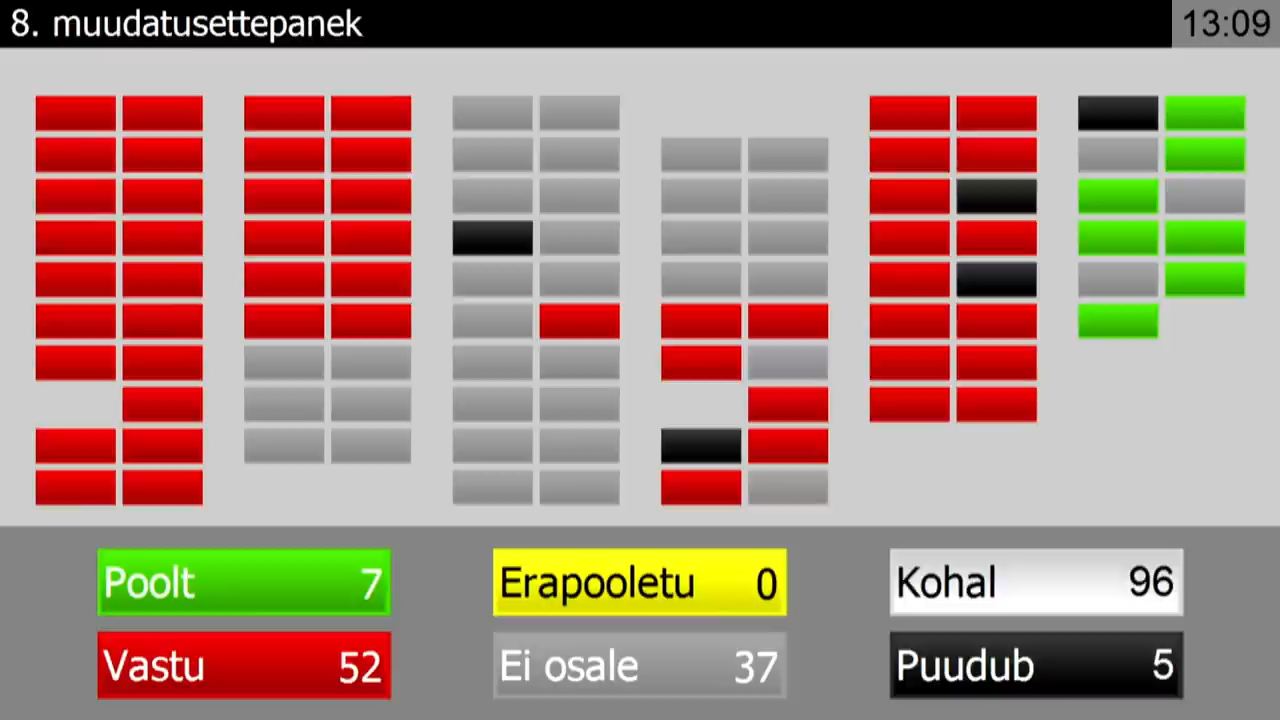 8. muudatusettepanek 13:09
Poolt 7 Erapooletu 0 Kohal 96
Vastu 52 Ei osale 37 Puudub 5